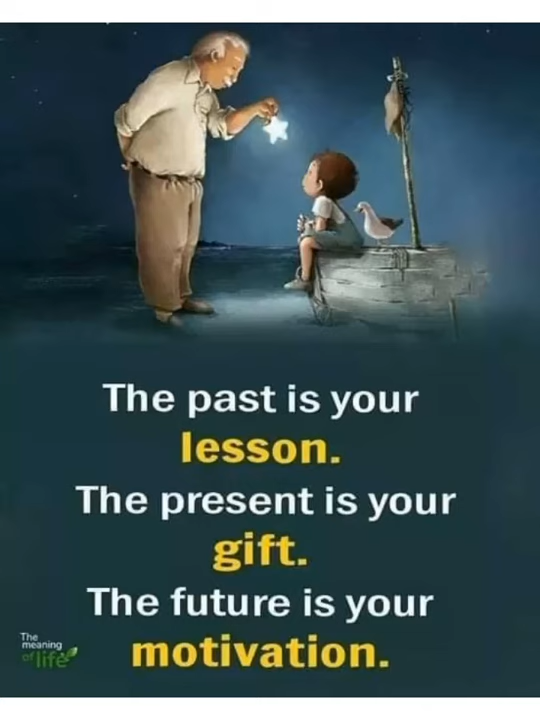 The past is your
lesson.
The present is your
gift.
The future is your
motivation.
The
meaning
of life